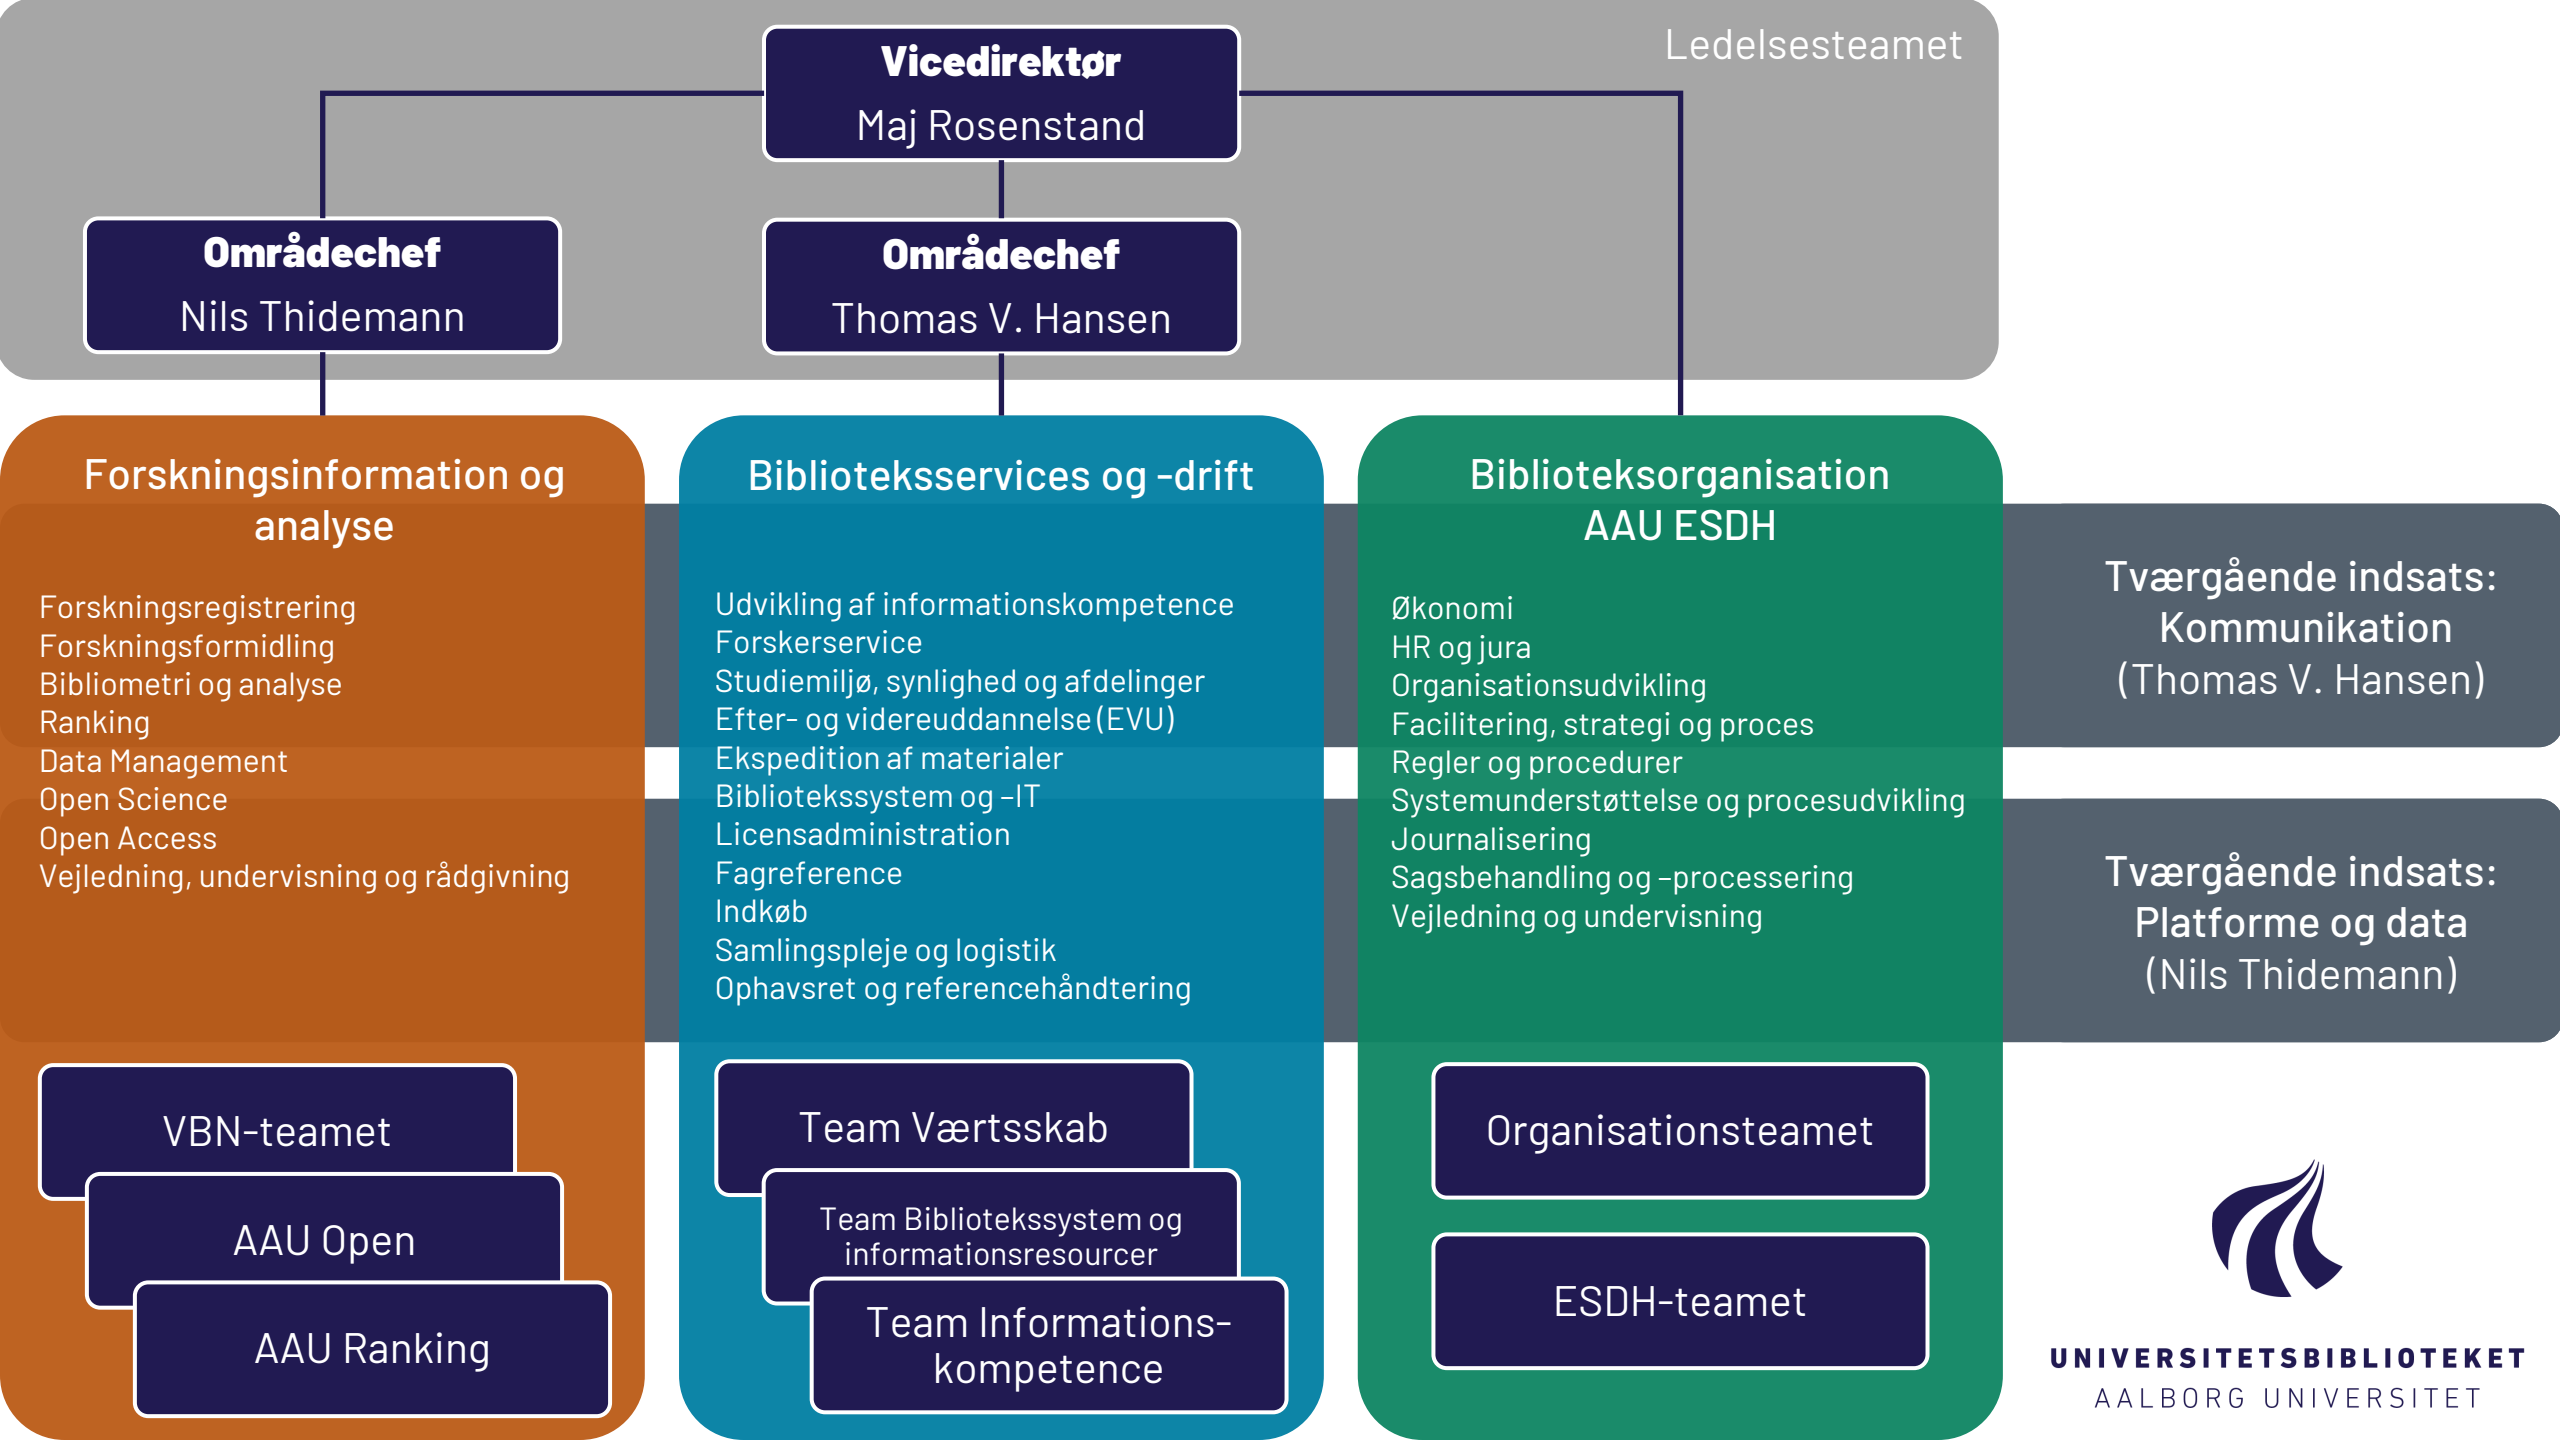 Ledelsesteamet
Vicedirektør
Maj Rosenstand
Områdechef
Nils Thidemann
Områdechef
Thomas V. Hansen
Forskningsinformation og
analyse
Forskningsregistrering
Forskningsformidling
Bibliometri og analyse
Ranking
Data Management
Open Science
Open Access
Vejledning, undervisning og rådgivning
VBN-teamet
AAU Open
AAU Ranking
Biblioteksservices og -drift
Udvikling af informationskompetence
Forskerservice
Studiemiljø, synlighed og afdelinger
Efter- og videreuddannelse (EVU)
Ekspedition af materialer
Bibliotekssystem og –IT
Licensadministration
Fagreference
Indkøb
Samlingspleje og logistik
Ophavsret og referencehåndtering
Team Værtsskab
Team Bibliotekssystem og
informationsresourcer
Team Informations-
kompetence
Biblioteksorganisation
AAU ESDH
Økonomi
HR og jura
Organisationsudvikling
Facilitering, strategi og proces
Regler og procedurer
Systemunderstøttelse og procesudvikling
Journalisering
Sagsbehandling og –processering
Vejledning og undervisning
Organisationsteamet
ESDH-teamet
Tværgående indsats:
Kommunikation
(Thomas V. Hansen)
Tværgående indsats:
Platforme og data
(Nils Thidemann)
UNIVERSITETSBIBLIOTEKET
AALBORG UNIVERSITET